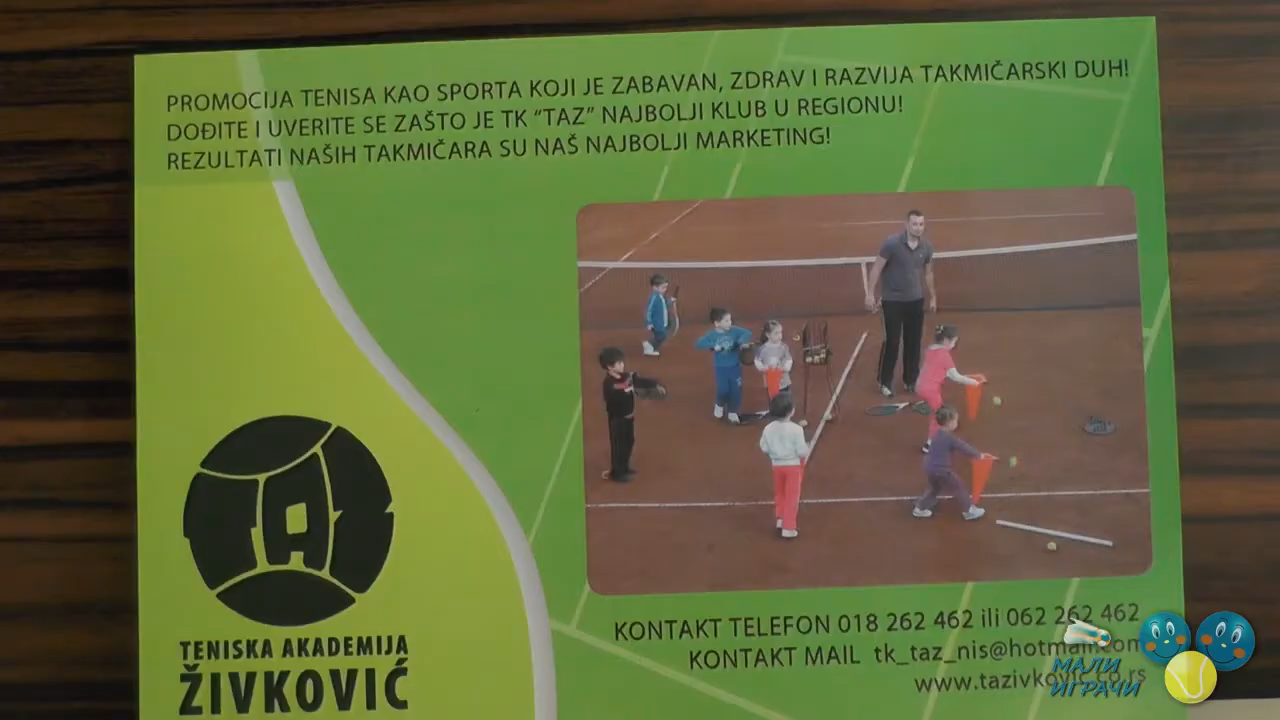 PROMOCIJA TENISA KAO SPORTA KOJI JE ZABAVAN, ZDRAV I RAZVIJA TAKMIČARSKI DUH!
DOĐITE I UVERITE SE ZAŠTO JE TK “TAZ” NAJBOLJI KLUB U REGIONU!
REZULTATI NAŠIH TAKMIČARA SU NAŠ NAJBOLJI MARKETING!
TAZ
TENISKA AKADEMIJA
ŽIVKOVIĆ
KONTAKT TELEFON 018 262 462 ili 062 262 462
KONTAKT MAIL tk_taz_nis@hotmail.com
www.tazivkovic.co.rs
МАЛИ
ИГРАЧИ